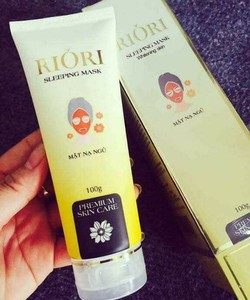 RIORI
SLEEPING MASK
MẶT NẠ NGỦ
100g
PREMIUM
SKIN CARE
RIORI
SLEEPING MASK
Whitening skin
MẶT NẠ NGỦ
100g